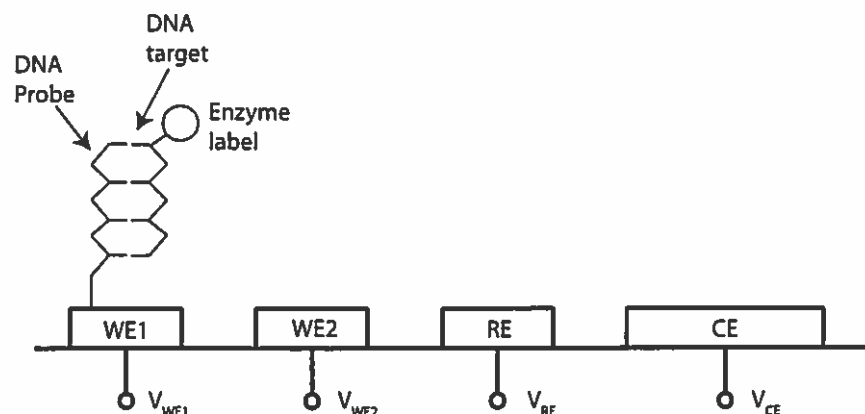 DNA
target
DNA
Probe
Enzyme
label
WE1
WE2
RE
CE
V_WE1
V_WE2
V_RE
V_CE